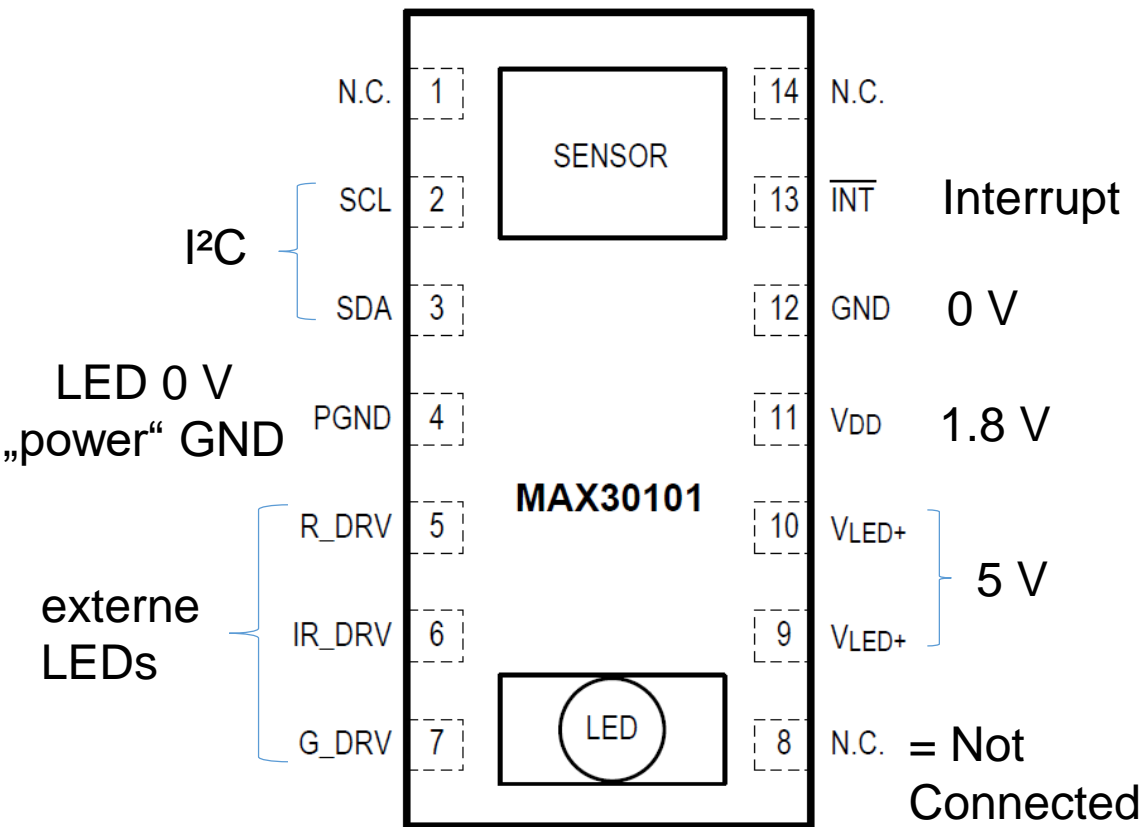 N.C. 1 14 N.C.
SENSOR
SCL 2 13 INT Interrupt
I²C
SDA 3 12 GND 0 V
LED 0 V
„power“ GND
PGND 4 11 VDD 1.8 V
MAX30101
R_DRV 5 10 VLED+
5 V
externe
LEDs
IR_DRV 6 9 VLED+
LED
G_DRV 7 8 N.C. = Not
Connected